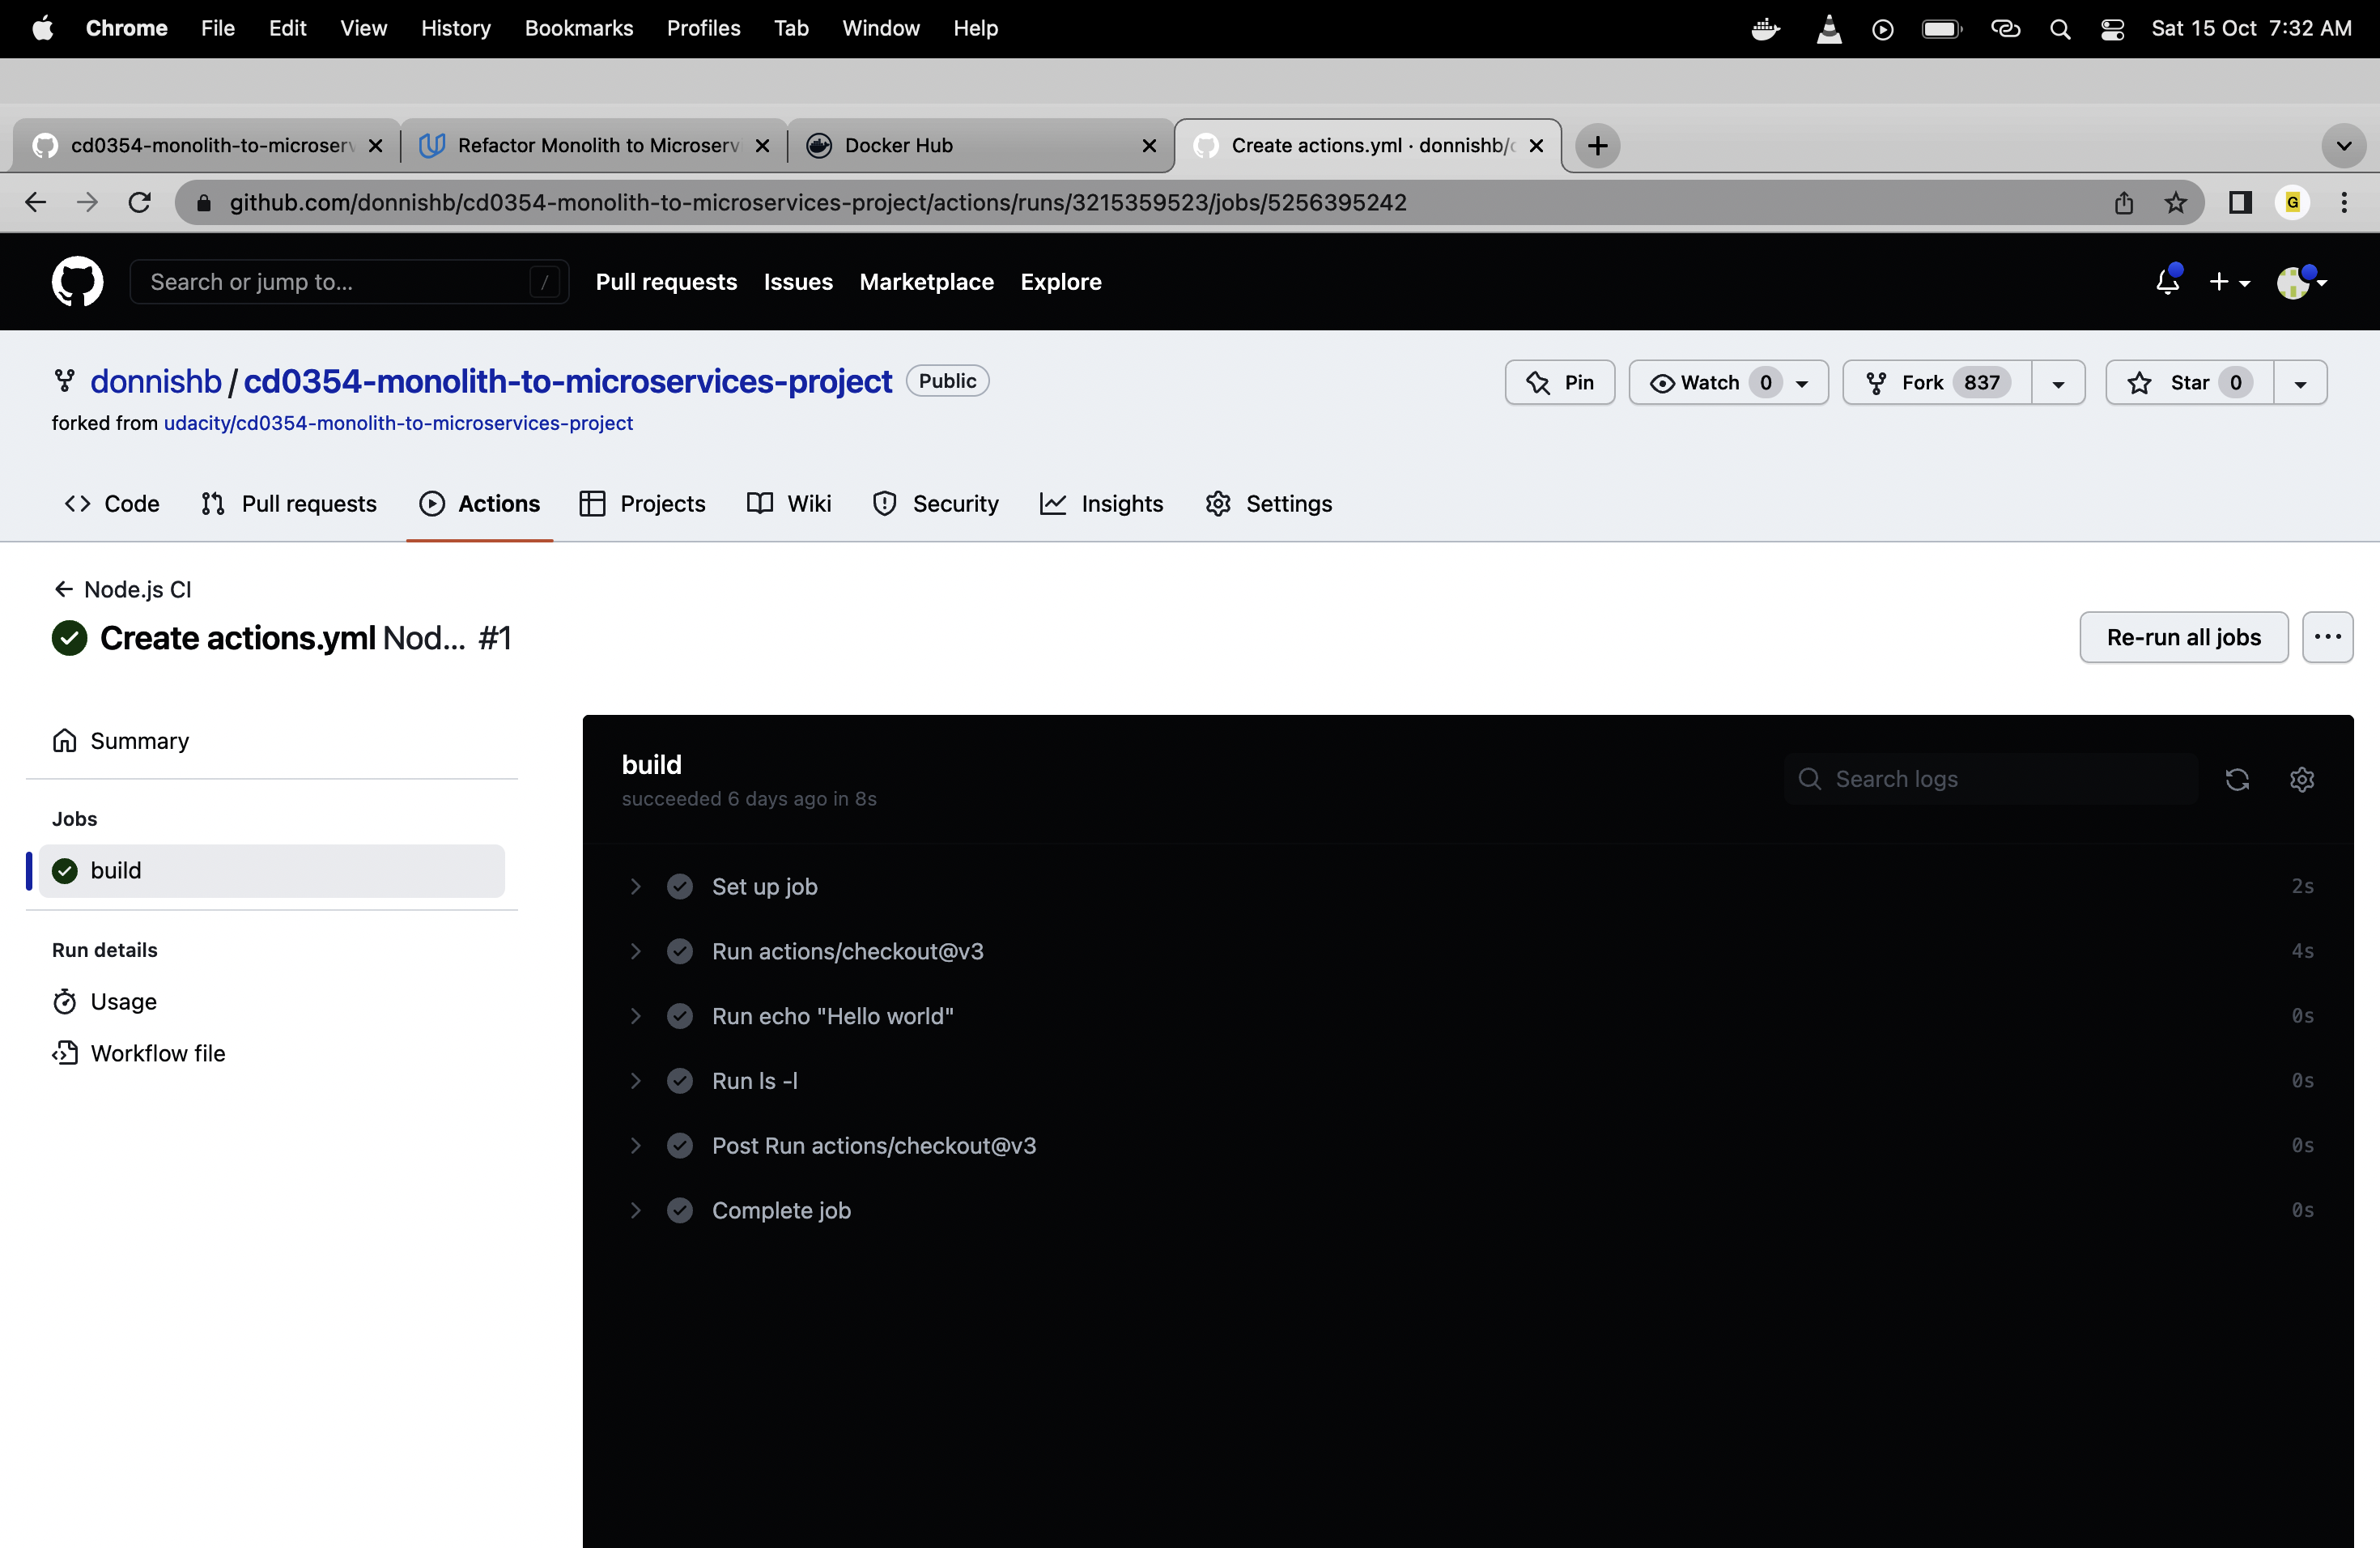 Chrome File Edit View History Bookmarks Profiles Tab Window Help Sat 15 Oct 7:32 AM
cd0354-monolith-to-microserv Refactor Monolith to Microserv Docker Hub Create actions.yml · donnishb/c
github.com/donnishb/cd0354-monolith-to-microservices-project/actions/runs/3215359523/jobs/5256395242 G
Search or jump to... / Pull requests Issues Marketplace Explore
donnishb / cd0354-monolith-to-microservices-project Public Pin Watch 0 Fork 837 Star 0
forked from udacity/cd0354-monolith-to-microservices-project
Code Pull requests Actions Projects Wiki Security Insights Settings
Node.js CI
Create actions.yml Nod... #1 Re-run all jobs
Summary
Jobs
build
Run details
Usage
Workflow file
build
succeeded 6 days ago in 8s
Search logs
Set up job 2s
Run actions/checkout@v3 4s
Run echo "Hello world" 0s
Run ls -l 0s
Post Run actions/checkout@v3 0s
Complete job 0s